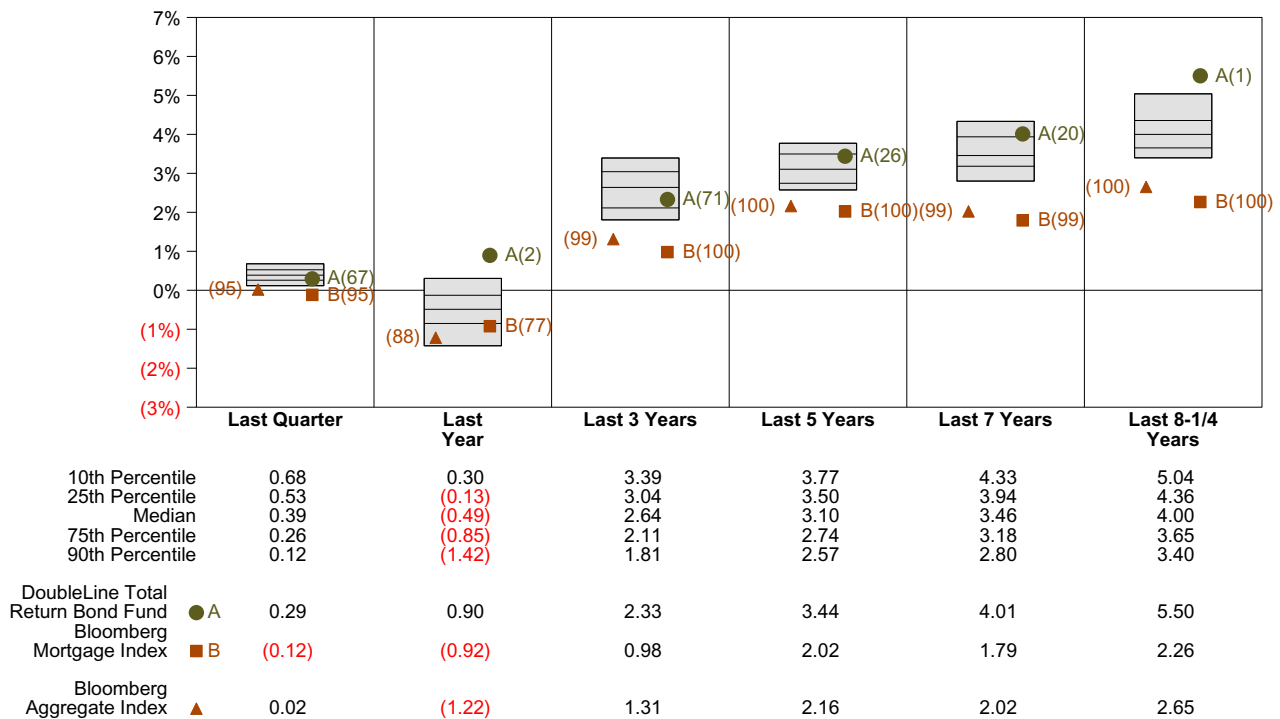 7%
6%
5%
4%
3%
2%
1%
0%
(1%)
(2%)
(3%)
(95)
A(67)
B(95)
(88)
A(2)
B(77)
(99)
A(71)
B(100)
(100)
A(26)
B(100)
(99)
A(20)
B(99)
(100)
A(1)
B(100)
Last Quarter
Last
Year
Last 3 Years
Last 5 Years
Last 7 Years
Last 8-1/4
Years
10th Percentile 0.68 0.30 3.39 3.77 4.33 5.04
25th Percentile 0.53 (0.13) 3.04 3.50 3.94 4.36
Median 0.39 (0.49) 2.64 3.10 3.46 4.00
75th Percentile 0.26 (0.85) 2.11 2.74 3.18 3.65
90th Percentile 0.12 (1.42) 1.81 2.57 2.80 3.40
DoubleLine Total
Return Bond Fund A 0.29 0.90 2.33 3.44 4.01 5.50
Bloomberg
Mortgage Index B (0.12) (0.92) 0.98 2.02 1.79 2.26
Bloomberg
Aggregate Index 0.02 (1.22) 1.31 2.16 2.02 2.65